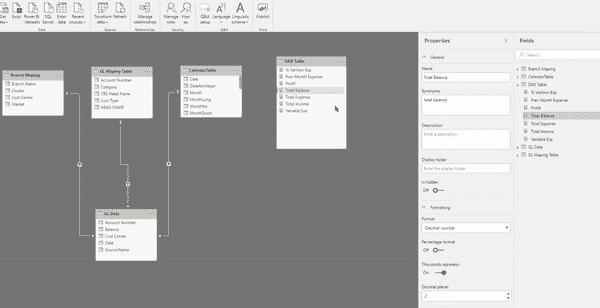 Get data
Excel
Power BI datasets
SQL Server
Enter data
Recent sources
Transform data
Refresh
Manage relationships
Manage roles
View as
Q&A setup
Language
Linguistic schema
Publish
Queries
Relationships
Security
Q&A
Share
Branch Maping
Branch Name
Cluster
Cost Center
Market
GL Maping Table
Account Number
Category
CBS Head Name
Cost Type
HEAD NAME
CalendarTable
Date
DateAsInteger
Month
MonthLong
MonthNo
MonthShort
DAX Table
% Varition Exp
Prev Month Expense
Profit
Total Balance
Total Expense
Total Income
Varaible Exp
GL Data
Account Number
Balance
Cost Center
Date
Source.Name
Properties
General
Name
Total Balance
Synonyms
total balance
Description
Enter a description
Display folder
Enter the display folder
Is hidden
Off
Formatting
Format
Decimal number
Percentage format
Off
Thousands separator
On
Decimal places
2
Fields
Search
Branch Maping
CalendarTable
DAX Table
% Varition Exp
Prev Month Expense
Profit
Total Balance
Total Expense
Total Income
Varaible Exp
GL Data
GL Maping Table